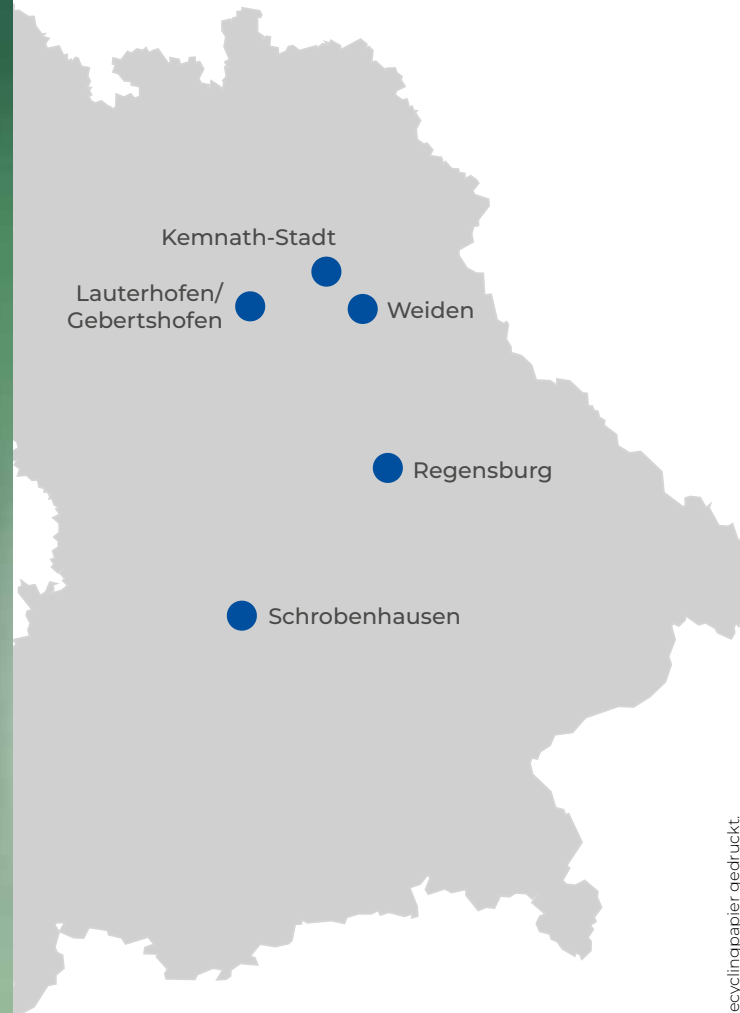 Kemnath-Stadt
Lauterhofen/
Gebertshofen
Weiden
Regensburg
Schrobenhausen
ecyclingpapier gedruckt.